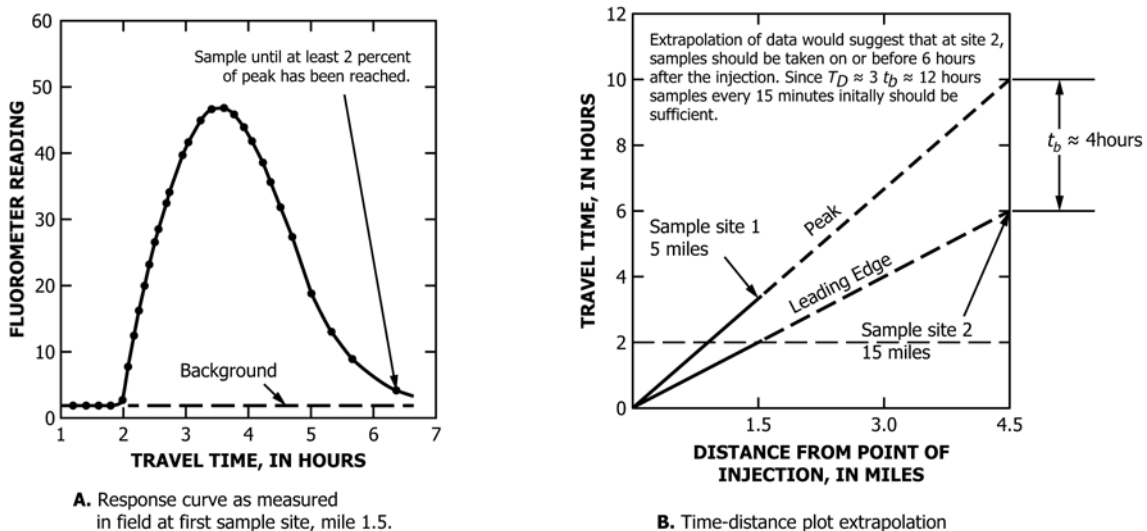 60
50
40
30
20
10
0
FLUOROMETER READING
Sample until at least 2 percent
of peak has been reached.
Background
1 2 3 4 5 6 7
TRAVEL TIME, IN HOURS
A. Response curve as measured
in field at first sample site, mile 1.5.
12
10
8
6
4
2
0
TRAVEL TIME, IN HOURS
Extrapolation of data would suggest that at site 2,
samples should be taken on or before 6 hours
after the injection. Since T_D ≈ 3 t_b ≈ 12 hours
samples every 15 minutes initally should be
sufficient.
Sample site 1
5 miles
Peak
Leading Edge
Sample site 2
15 miles
t_b ≈ 4hours
1.5 3.0 4.5
DISTANCE FROM POINT OF
INJECTION, IN MILES
B. Time-distance plot extrapolation